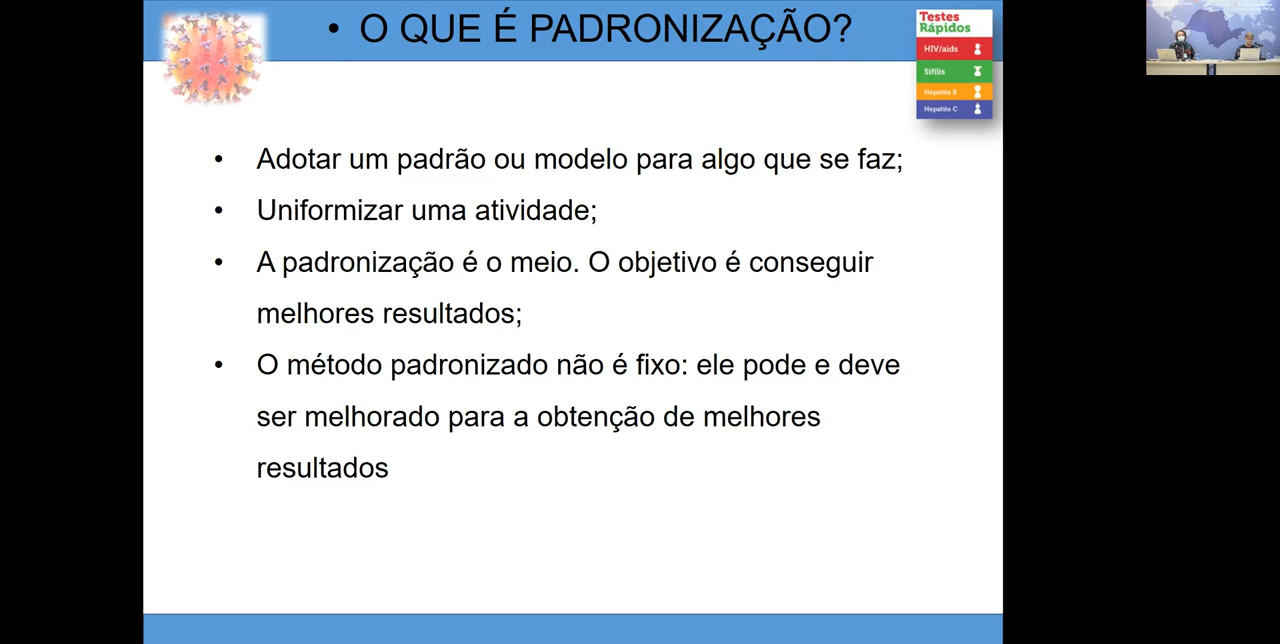 • O QUE É PADRONIZAÇÃO?
Testes
Rápidos
HIV/aids
Sífilis
Hepatite B
Hepatite C
• Adotar um padrão ou modelo para algo que se faz;
• Uniformizar uma atividade;
• A padronização é o meio. O objetivo é conseguir
melhores resultados;
• O método padronizado não é fixo: ele pode e deve
ser melhorado para a obtenção de melhores
resultados